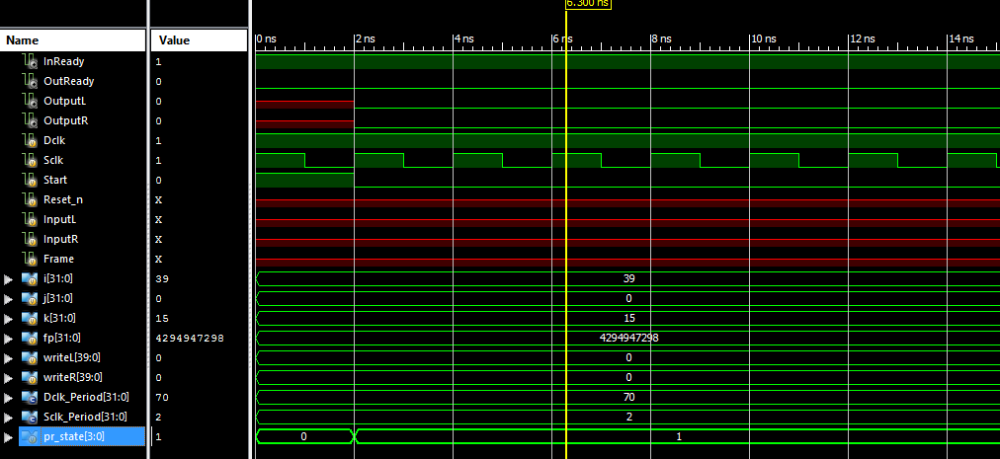 6.300 ns
Name Value 0 ns 2 ns 4 ns 6 ns 8 ns 10 ns 12 ns 14 ns
InReady 1
OutReady 0
OutputL 0
OutputR 0
Dclk 1
Sclk 1
Start 0
Reset_n X
InputL X
InputR X
Frame X
i[31:0] 39 39
j[31:0] 0 0
k[31:0] 15 15
fp[31:0] 4294947298 4294947298
writeL[39:0] 0 0
writeR[39:0] 0 0
Dclk_Period[31:0] 70 70
Sclk_Period[31:0] 2 2
pr_state[3:0] 1 0 1